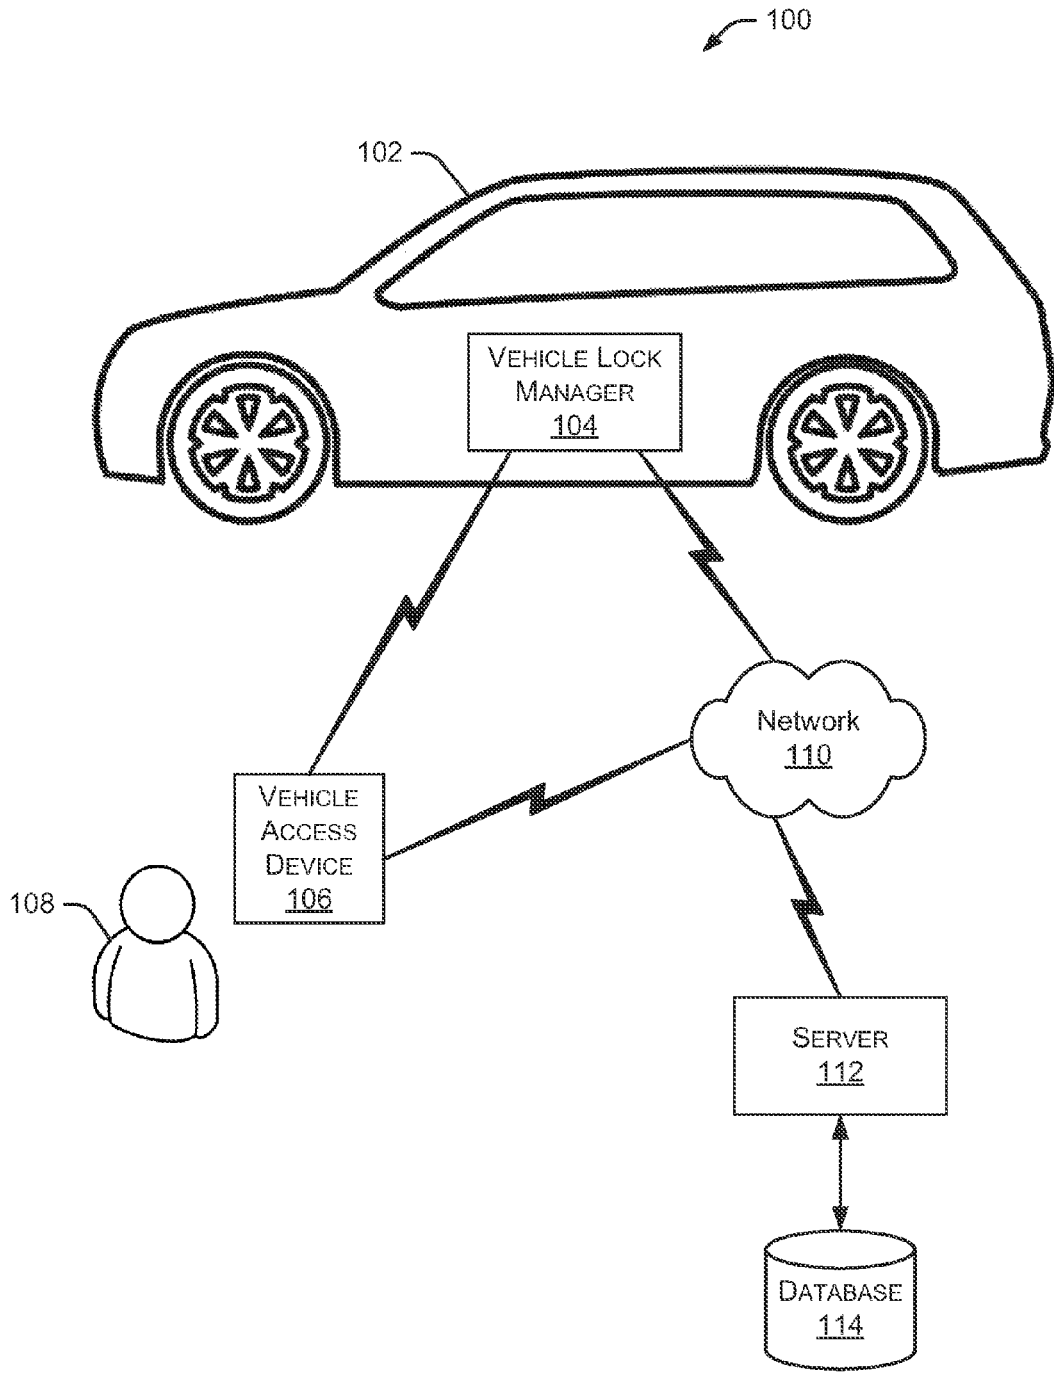 100
102
VEHICLE LOCK
MANAGER
104
Network
110
VEHICLE
ACCESS
DEVICE
106
108
SERVER
112
DATABASE
114